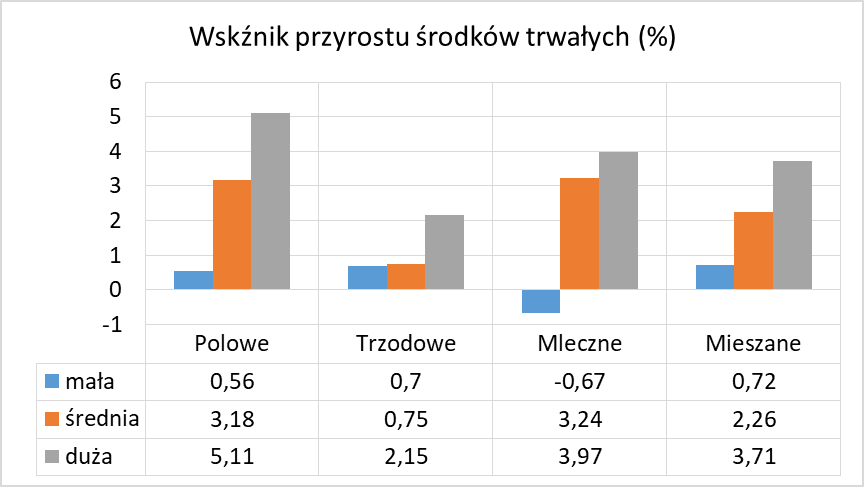 Wskźnik przyrostu środków trwałych (%)
6
5
4
3
2
1
0
-1
Polowe Trzodowe Mleczne Mieszane
mała 0,56 0,7 -0,67 0,72
średnia 3,18 0,75 3,24 2,26
duża 5,11 2,15 3,97 3,71